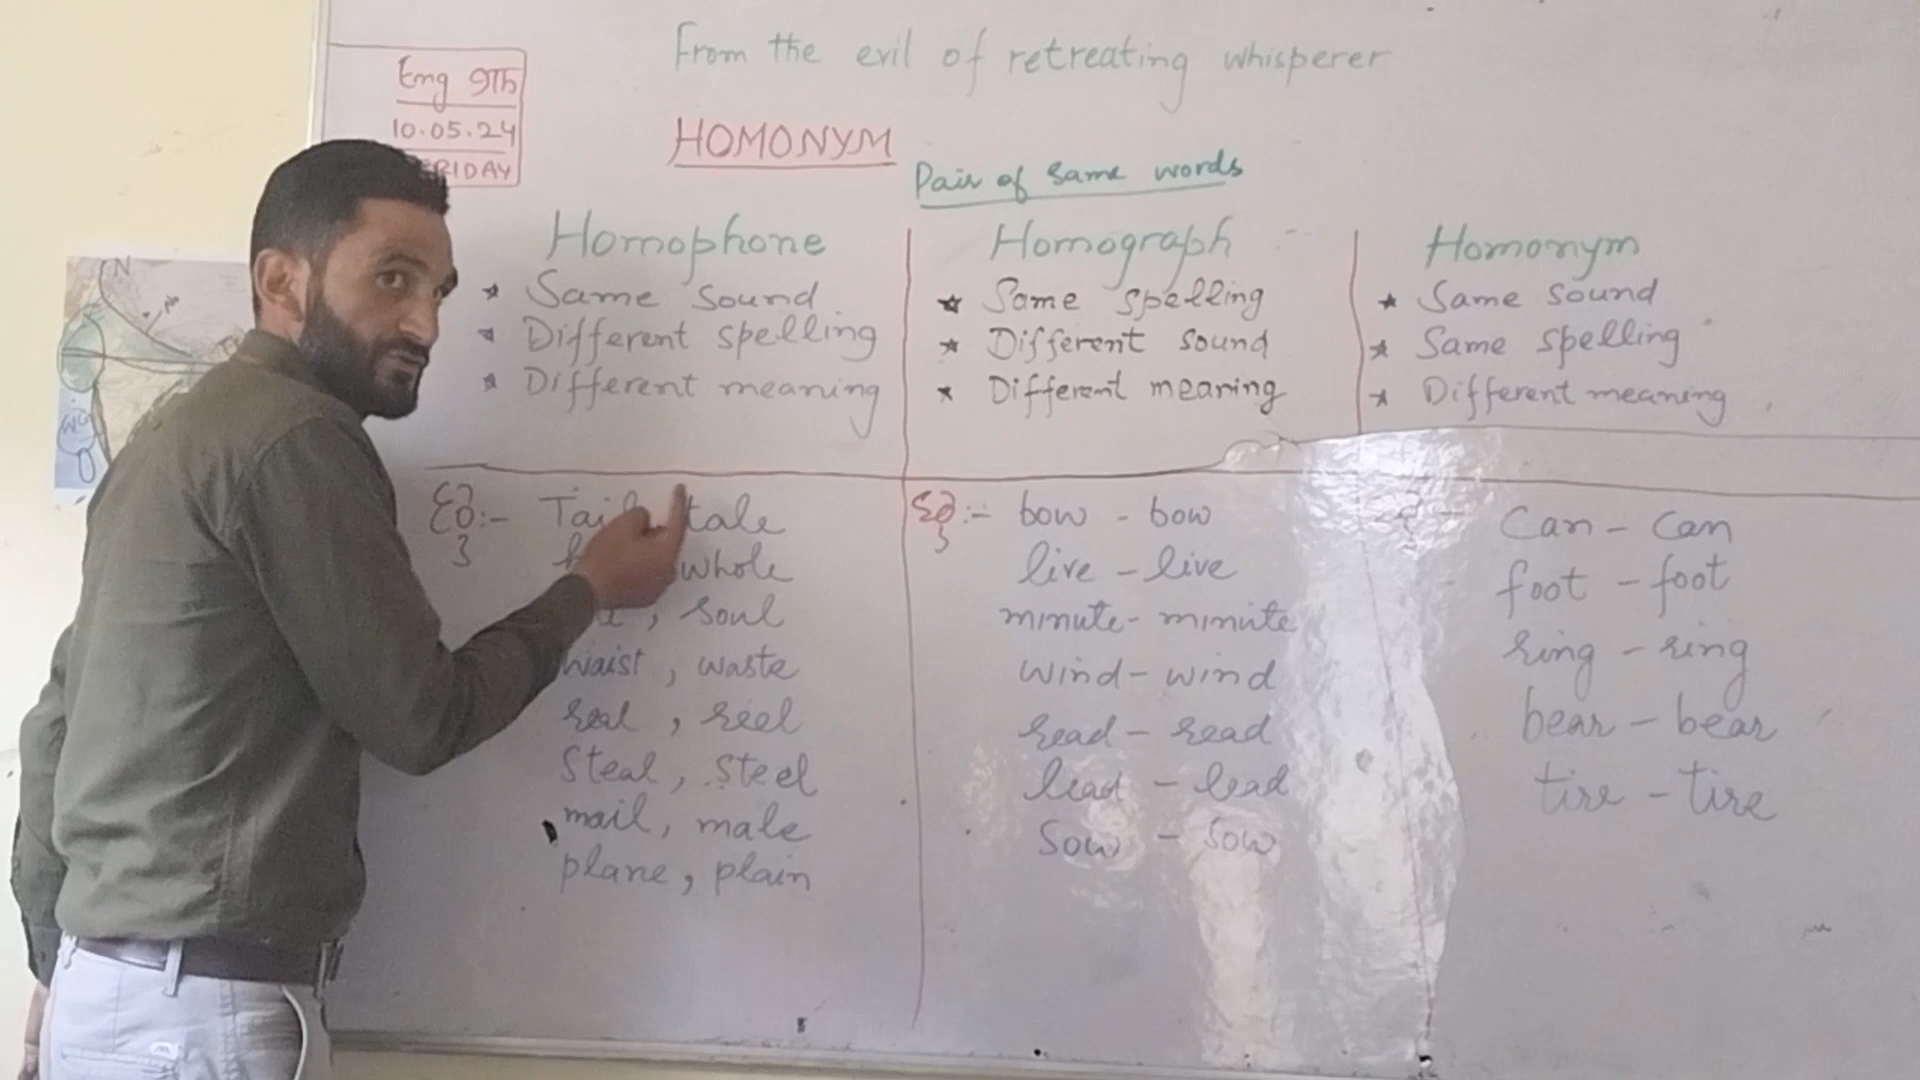 From the evil of retreating whisperer
Eng 9Th
10.05.24
FRIDAY
HOMONYM
Pair of same words
Homophone
* Same sound
* Different spelling
* Different meaning
Homograph
* Same spelling
* Different sound
* Different meaning
Homonym
* Same sound
* Same spelling
* Different meaning
Tail, tale
whole
, soul
waist, waste
real, reel
Steal, steel
mail, male
plane, plain
bow - bow
live - live
minute - minute
wind - wind
read - read
lead - lead
Sow - Sow
Can - Can
foot - foot
ring - ring
bear - bear
tire - tire
N